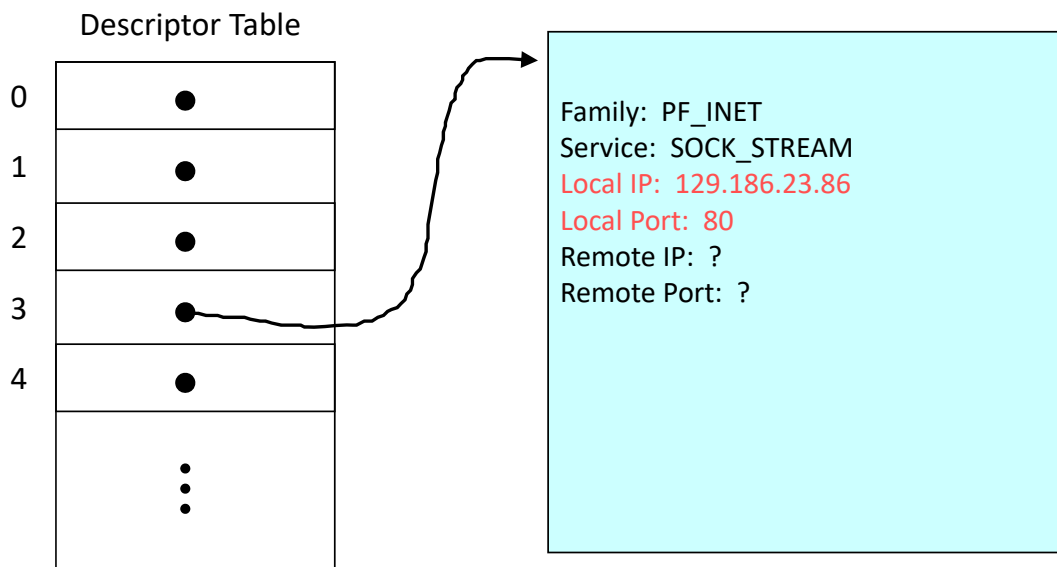 Descriptor Table
0
1
2
3
4
Family: PF_INET
Service: SOCK_STREAM
Local IP: 129.186.23.86
Local Port: 80
Remote IP: ?
Remote Port: ?